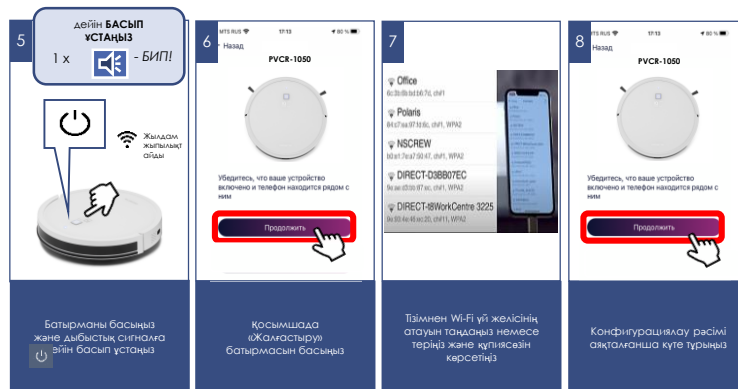 5
дейін БАСЫП
ҰСТАҢЫЗ
1 x
- БИП!
Жылдам
жыпылықт
айды
Батырманы басыңыз
және дыбыстық сигналға
дейін басып ұстаңыз
6
MTS RUS
17:13
80 %
Назад
PVCR-1050
Убедитесь, что ваше устройство
включено и телефон находится рядом с
ним
Продолжить
Қосымшада
«Жалғастыру»
батырмасын басыңыз
7
Office
Polaris
NSCREW
DIRECT-D3BB07EC
DIRECT-t8WorkCentre 3225
Тізімнен Wi-Fi үй желісінің
атауын таңдаңыз немесе
теріңіз және құпиясөзін
көрсетіңіз
8
MTS RUS
17:13
80 %
Назад
PVCR-1050
Убедитесь, что ваше устройство
включено и телефон находится рядом с
ним
Продолжить
Конфигурациялау рәсімі
аяқталғанша күте тұрыңыз